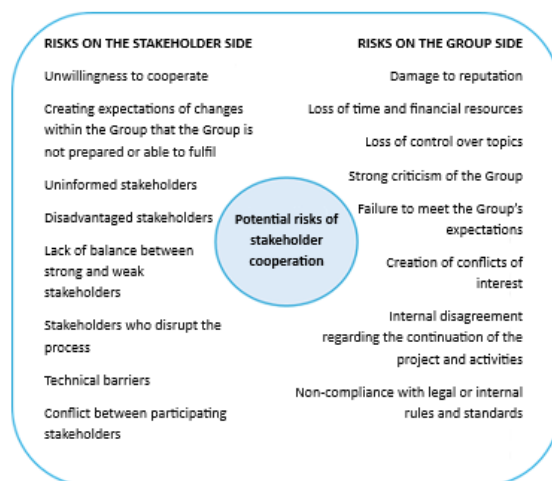 RISKS ON THE STAKEHOLDER SIDE
Unwillingness to cooperate
Creating expectations of changes
within the Group that the Group is
not prepared or able to fulfil
Uninformed stakeholders
Disadvantaged stakeholders
Lack of balance between
strong and weak
stakeholders
Stakeholders who disrupt the
process
Technical barriers
Conflict between participating
stakeholders
Potential risks of
stakeholder
cooperation
RISKS ON THE GROUP SIDE
Damage to reputation
Loss of time and financial resources
Loss of control over topics
Strong criticism of the Group
Failure to meet the Group's
expectations
Creation of conflicts of
interest
Internal disagreement
regarding the continuation of the
project and activities
Non-compliance with legal or internal
rules and standards